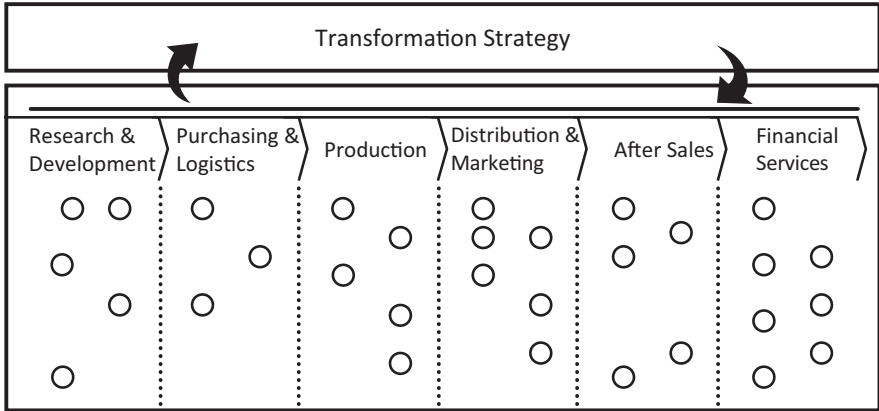 Transformation Strategy
Research &
Development
Purchasing &
Logistics
Production
Distribution &
Marketing
After Sales
Financial
Services